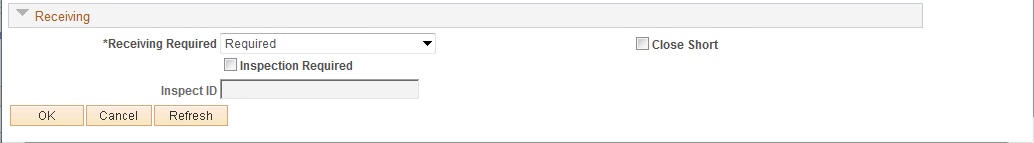 Receiving
*Receiving Required Required Close Short
Inspection Required
Inspect ID
OK Cancel Refresh